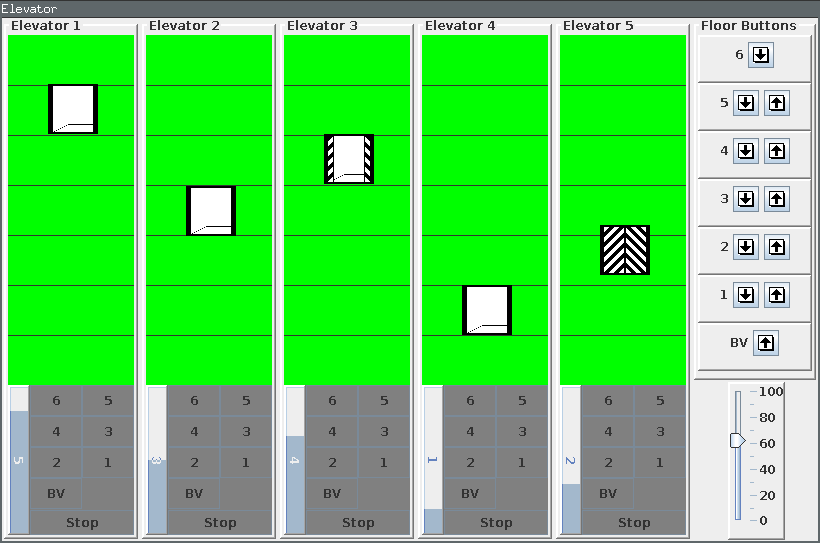 Elevator
Elevator 1 Elevator 2 Elevator 3 Elevator 4 Elevator 5 Floor Buttons
6
5
4
3
2
1
BV
6 5 6 5 6 5 6 5 6 5
4 3 4 3 4 3 4 3 4 3
5 2 1 3 2 1 4 2 1 1 2 1 2 2 1
BV BV BV BV BV
Stop Stop Stop Stop Stop
100
80
60
40
20
0